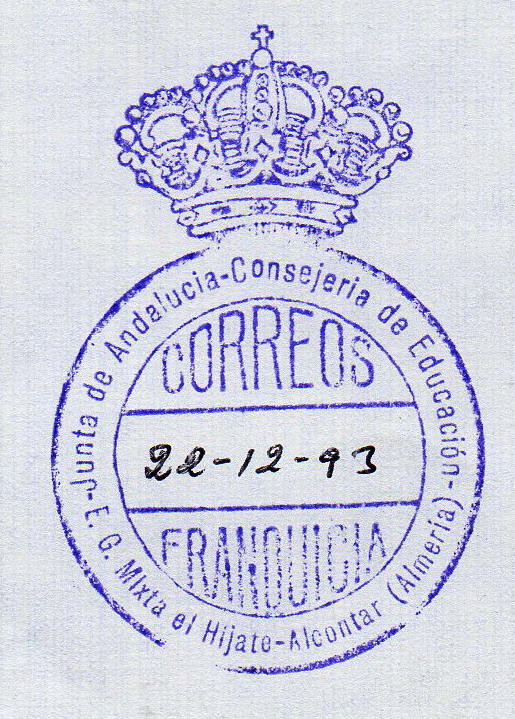 -Junta de Andalucia-Consejeria de Educación-
E. G. Mixta el Hijate-Alcontar (Almería)
CORREOS
22-12-93
FRANQUICIA